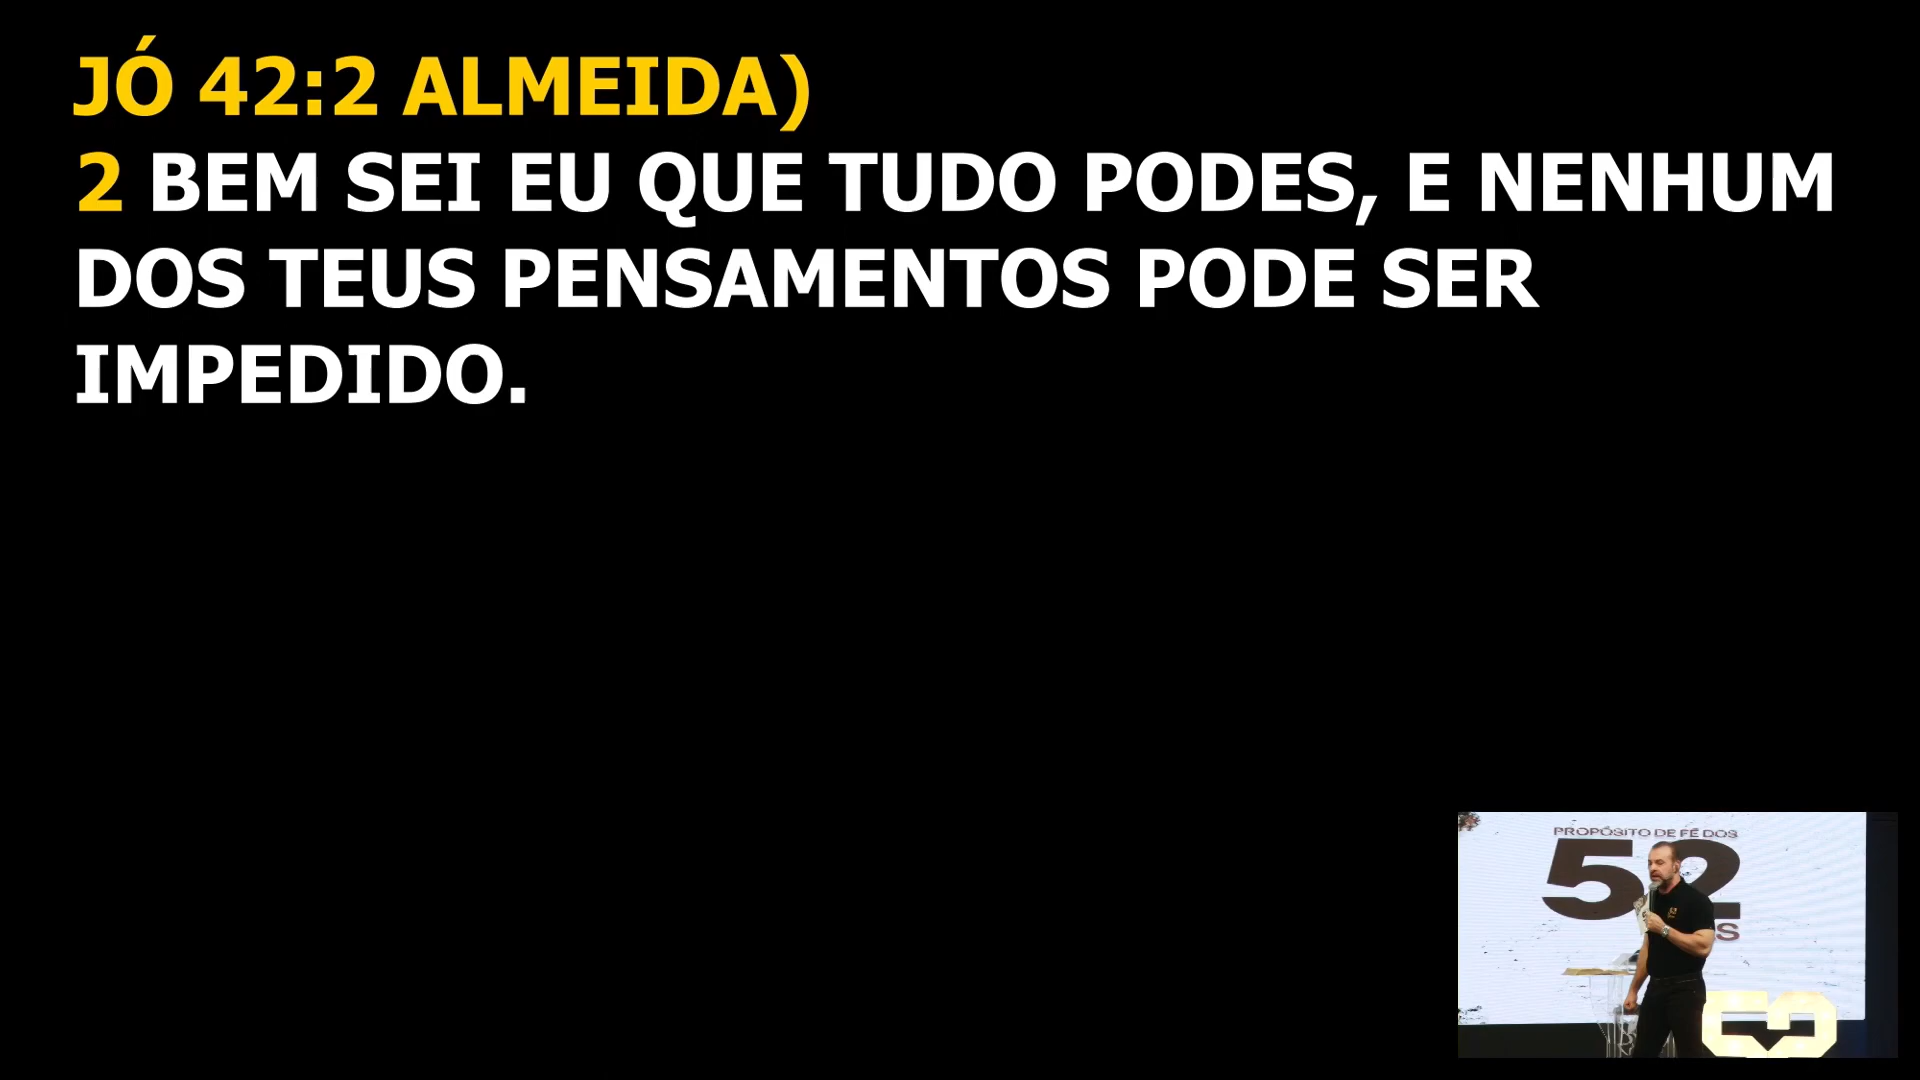 JÓ 42:2 ALMEIDA)
2 BEM SEI EU QUE TUDO PODES, E NENHUM
DOS TEUS PENSAMENTOS PODE SER
IMPEDIDO.
PROPÓSITO DE FÉ DOS
52